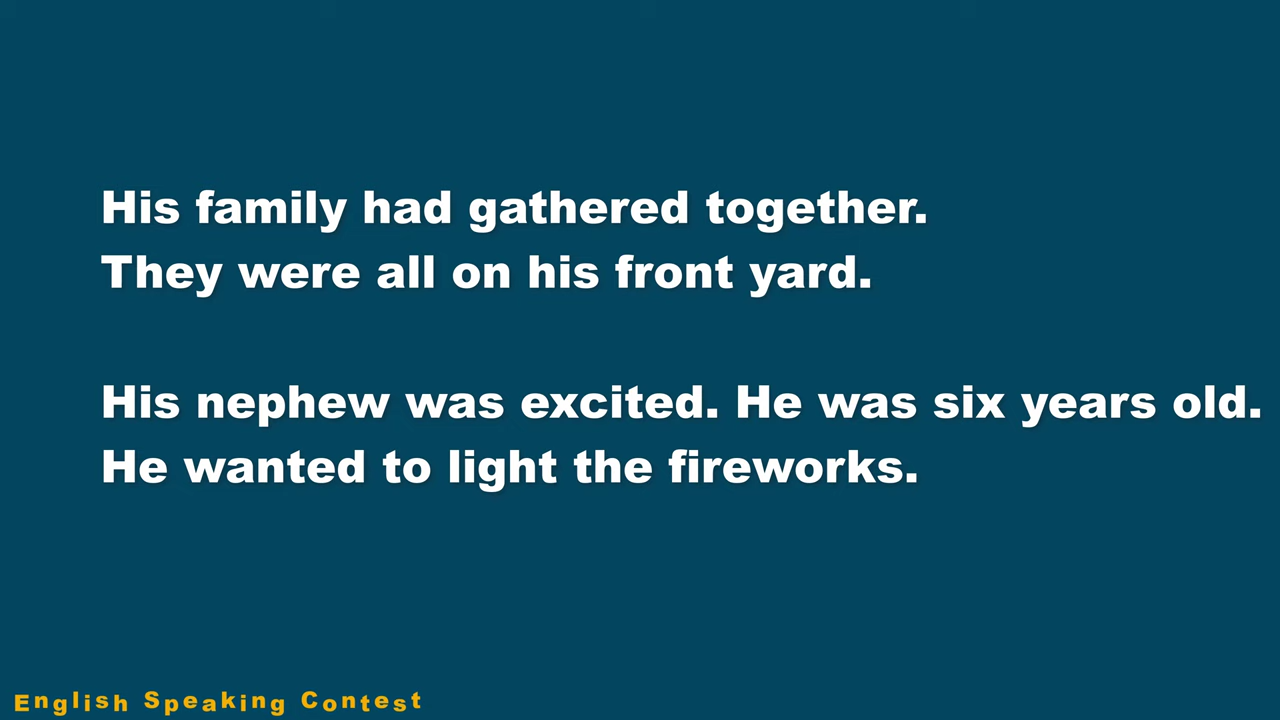 His family had gathered together.
They were all on his front yard.
His nephew was excited. He was six years old.
He wanted to light the fireworks.
English Speaking Contest